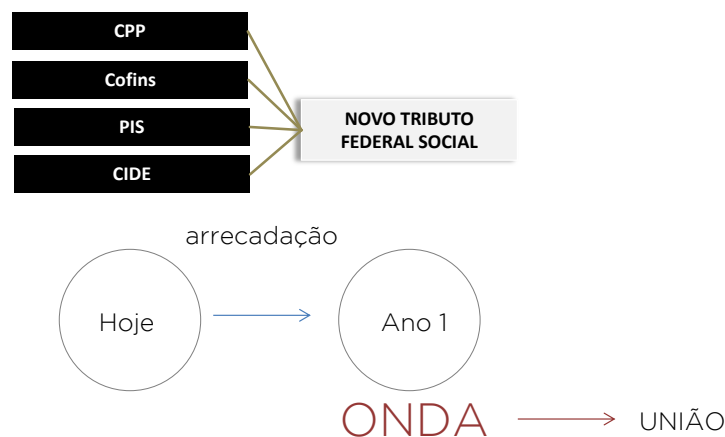 CPP
Cofins
PIS
CIDE
NOVO TRIBUTO
FEDERAL SOCIAL
arrecadação
Hoje
Ano 1
ONDA
UNIÃO